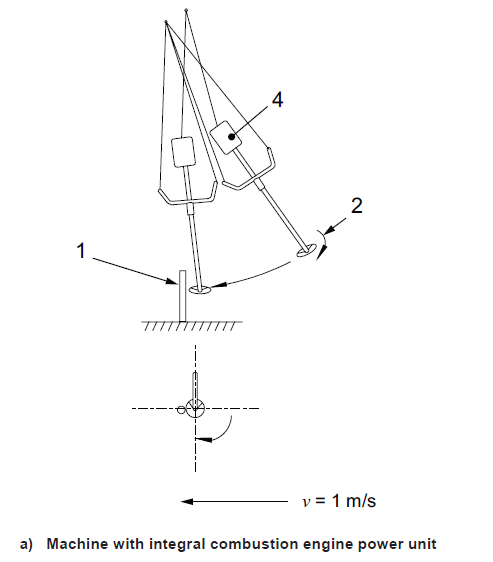 4
2
1
v = 1 m/s
a) Machine with integral combustion engine power unit